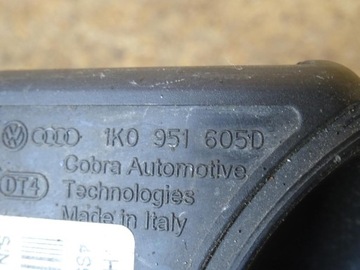 1K0 951 605D
Cobra Automotive
DT4 Technologies
Made in Italy